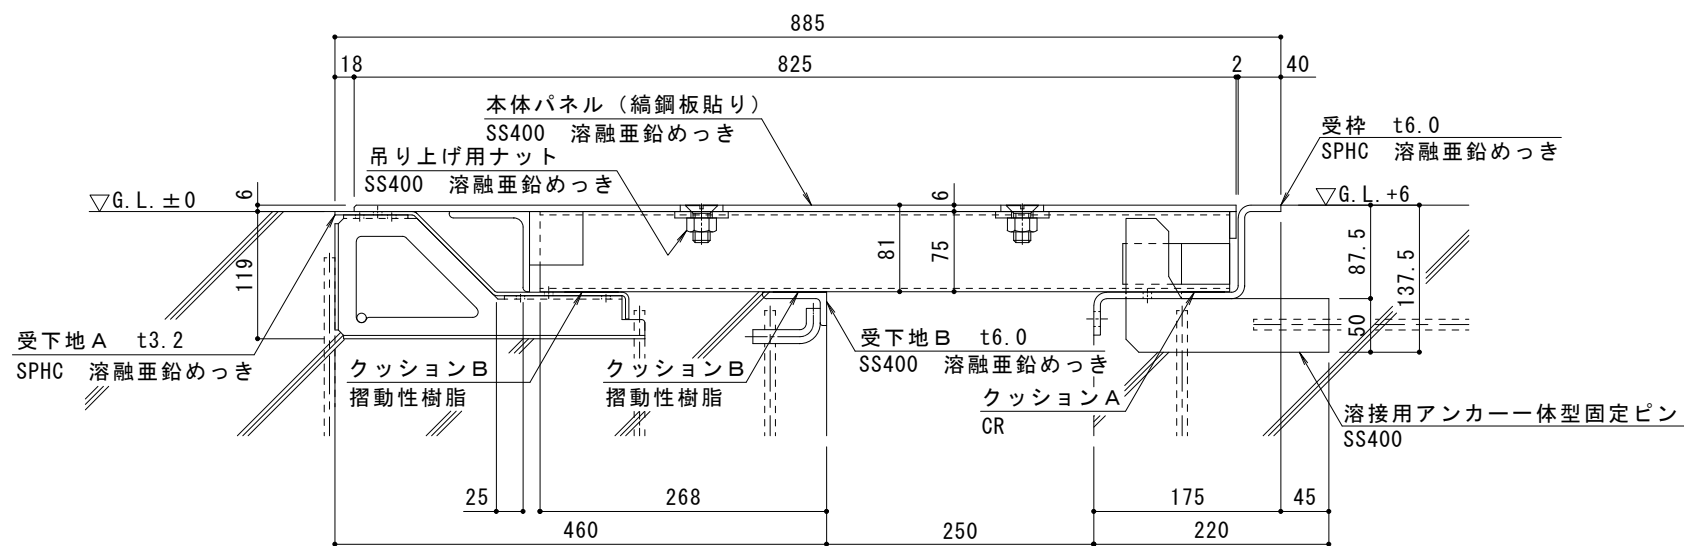 885
18
825
2
40
本体パネル（縞鋼板貼り）
SS400 溶融亜鉛めっき
受枠 t6.0
SPHC 溶融亜鉛めっき
吊り上げ用ナット
SS400 溶融亜鉛めっき
▽G.L.±0
6
6
▽G.L.+6
119
81
75
87.5
137.5
50
受下地A t3.2
SPHC 溶融亜鉛めっき
クッションB
摺動性樹脂
クッションB
摺動性樹脂
受下地B t6.0
SS400 溶融亜鉛めっき
クッションA
CR
溶接用アンカー一体型固定ピン
SS400
25
268
175
45
460
250
220